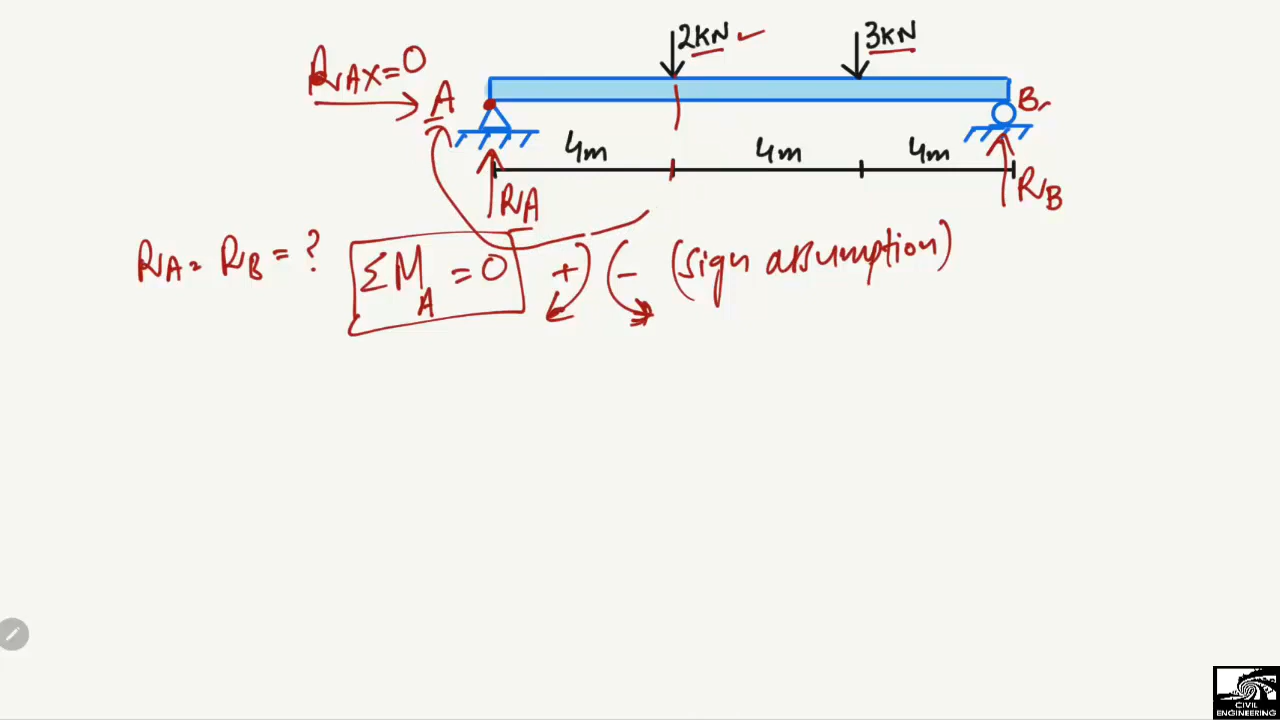 2KN 3KN
RAX=0
A
B
4m 4m 4m
RA
RB
RA = RB = ? ΣMA = 0 + - (Sign assumption)
CIVIL
ENGINEERING